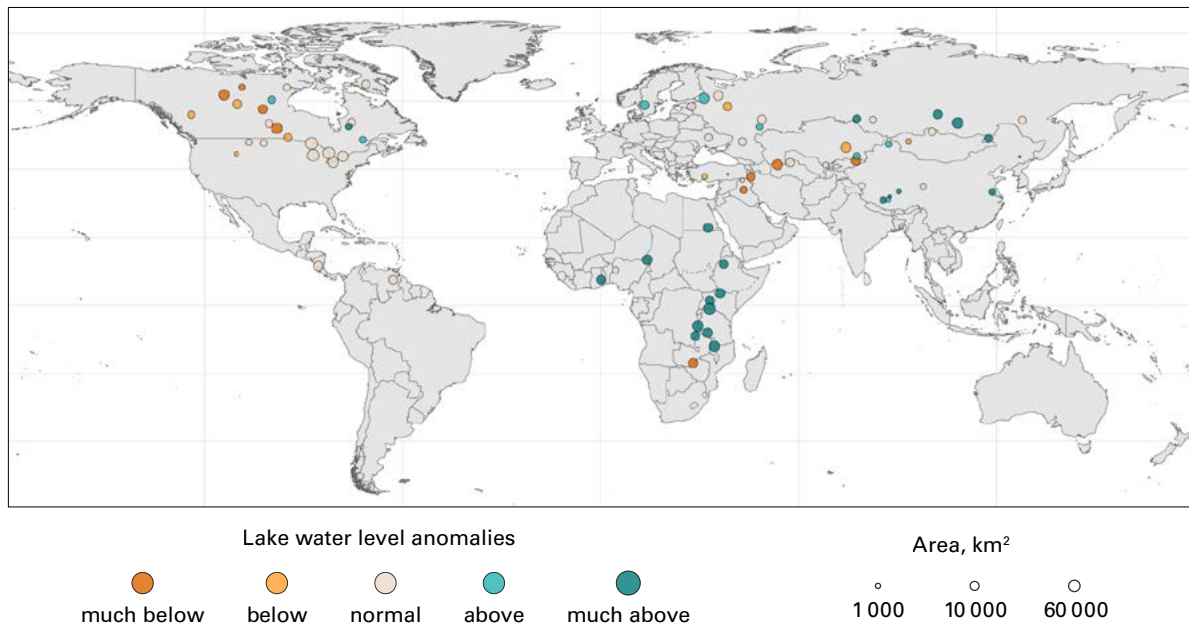 Lake water level anomalies
much below
below
normal
above
much above
Area, km²
1 000
10 000
60 000